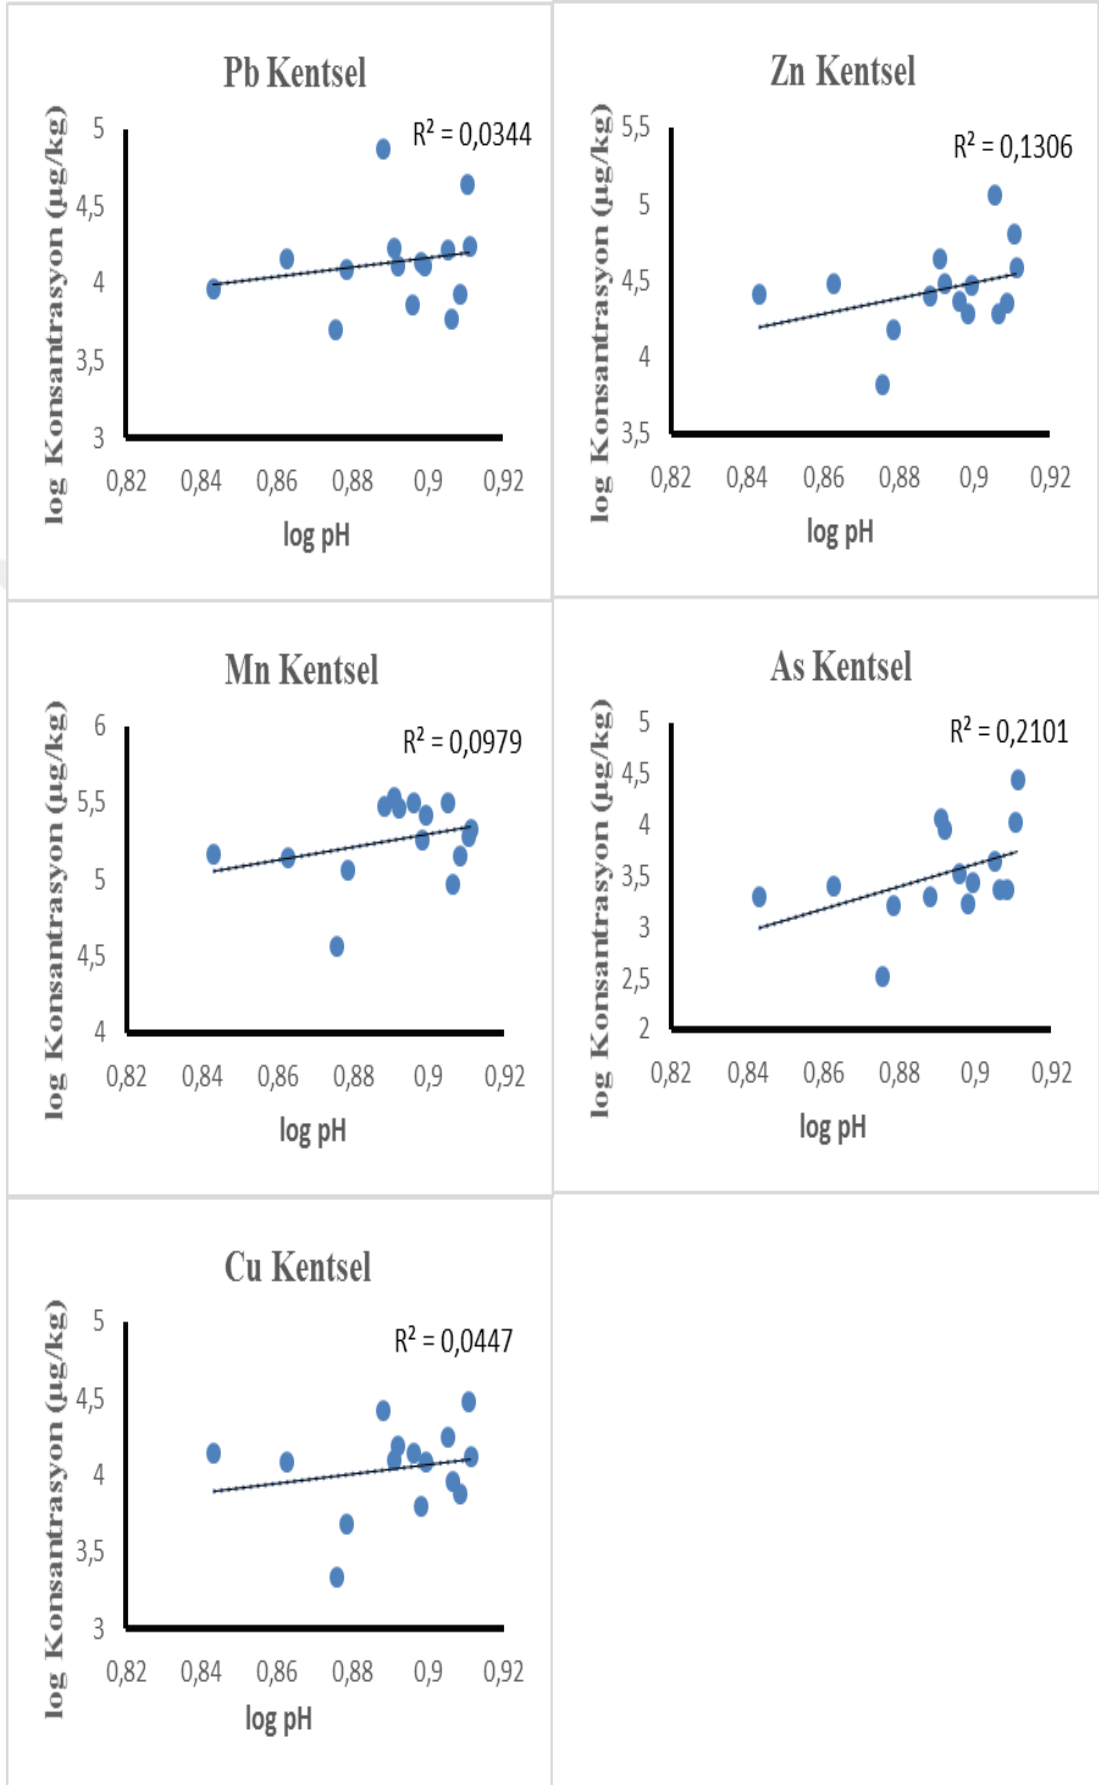 Pb Kentsel
R² = 0,0344
log Konsantrasyon (µg/kg)
5
4,5
4
3,5
3
0,82 0,84 0,86 0,88 0,9 0,92
log pH
Zn Kentsel
R² = 0,1306
log Konsantrasyon (µg/kg)
5,5
5
4,5
4
3,5
0,82 0,84 0,86 0,88 0,9 0,92
log pH
Mn Kentsel
R² = 0,0979
log Konsantrasyon (µg/kg)
6
5,5
5
4,5
4
0,82 0,84 0,86 0,88 0,9 0,92
log pH
As Kentsel
R² = 0,2101
log Konsantrasyon (µg/kg)
5
4,5
4
3,5
3
2,5
2
0,82 0,84 0,86 0,88 0,9 0,92
log pH
Cu Kentsel
R² = 0,0447
log Konsantrasyon (µg/kg)
5
4,5
4
3,5
3
0,82 0,84 0,86 0,88 0,9 0,92
log pH